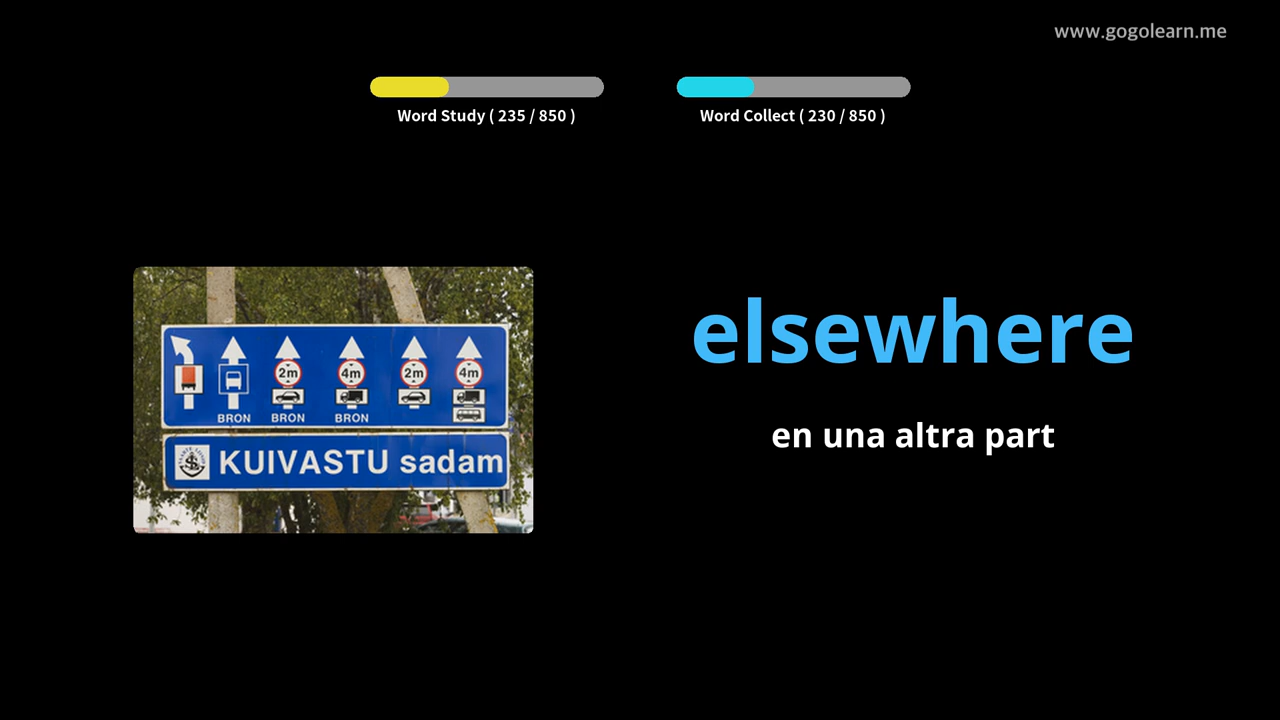 www.gogolearn.me
Word Study ( 235 / 850 )
Word Collect ( 230 / 850 )
2m 4m 2m 4m
BRON BRON BRON
KUIVASTU sadam
elsewhere
en una altra part